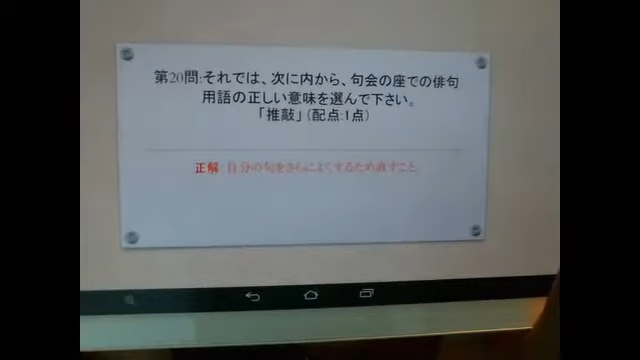 第20問:それでは、次に内から、句会の座での俳句
用語の正しい意味を選んで下さい。
「推敲」(配点:1点)
正解: 自分の句をさらによくするため直すこと